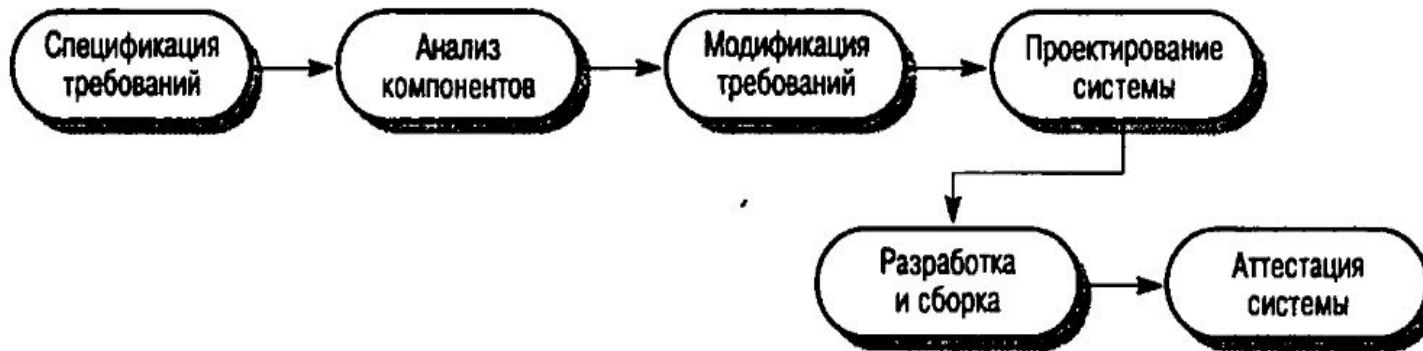 Спецификация
требований
Анализ
компонентов
Модификация
требований
Проектирование
системы
Разработка
и сборка
Аттестация
системы